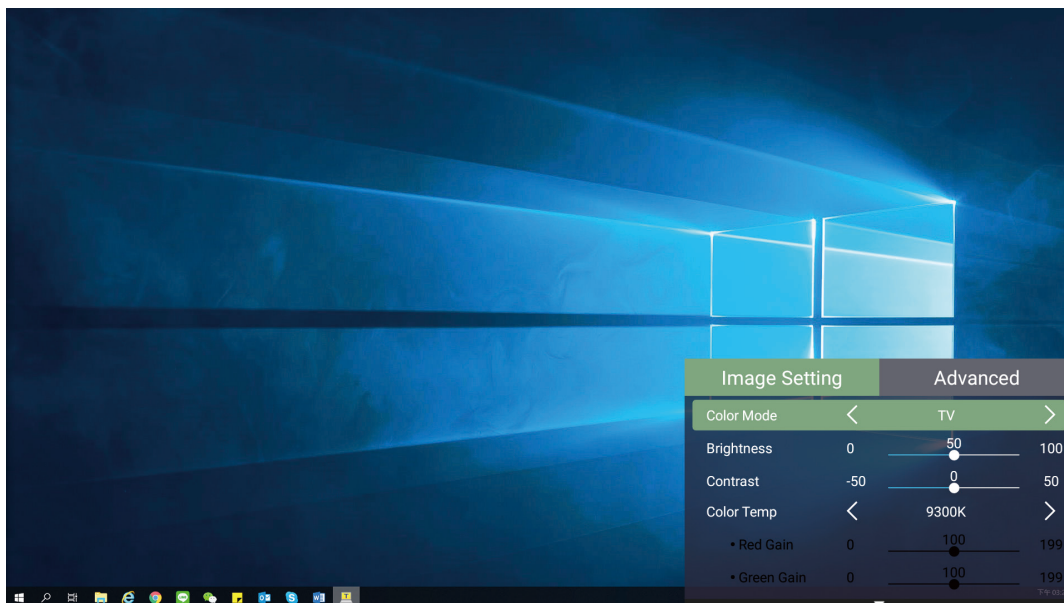 Image Setting Advanced
Color Mode TV
Brightness 0 50 100
Contrast -50 0 50
Color Temp 9300K
• Red Gain 0 100 199
• Green Gain 0 100 199